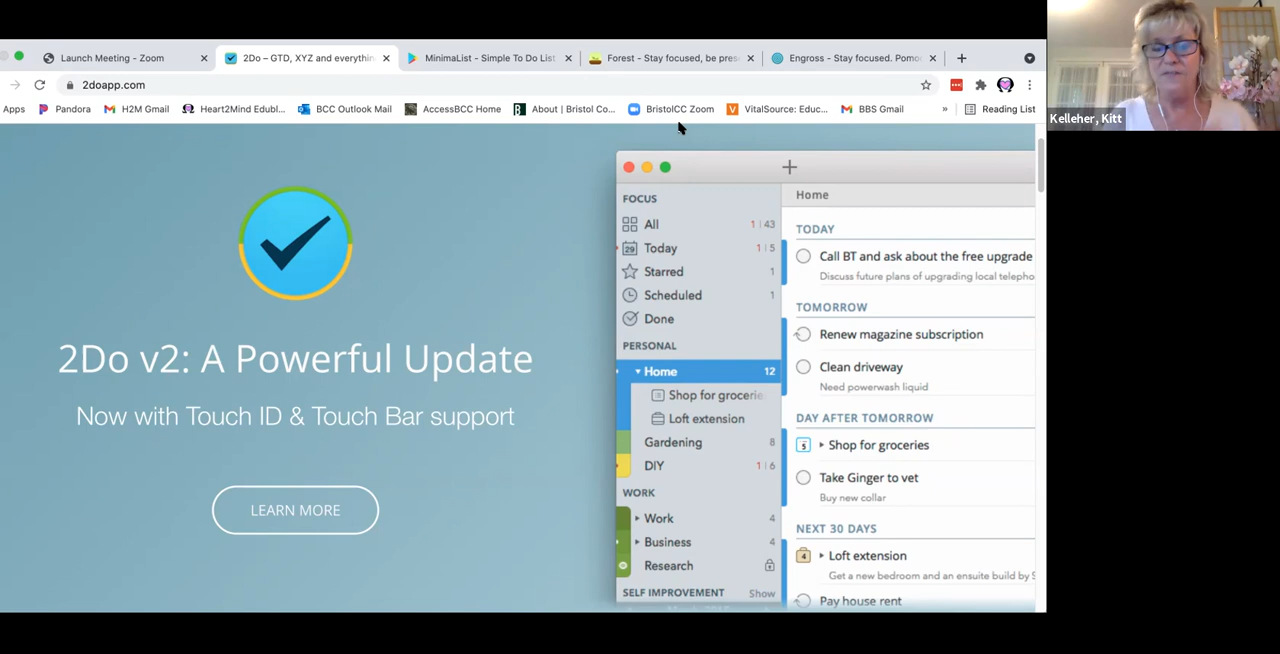 Launch Meeting - Zoom
2Do – GTD, XYZ and everythin
MinimaList - Simple To Do List
Forest - Stay focused, be pres
Engross - Stay focused. Pomo
2doapp.com
Apps
Pandora
H2M Gmail
Heart2Mind Edubl...
BCC Outlook Mail
AccessBCC Home
About | Bristol Co...
BristolCC Zoom
VitalSource: Educ...
BBS Gmail
»
Reading List
Kelleher, Kitt
2Do v2: A Powerful Update
Now with Touch ID & Touch Bar support
LEARN MORE
FOCUS
All 1 | 43
29 Today 1 | 5
Starred 1
Scheduled 1
Done
PERSONAL
Home 12
Shop for grocerie
Loft extension
Gardening 8
DIY 1 | 6
WORK
Work 4
Business 4
Research
SELF IMPROVEMENT Show
Home
TODAY
Call BT and ask about the free upgrade
Discuss future plans of upgrading local telepho
TOMORROW
Renew magazine subscription
Clean driveway
Need powerwash liquid
DAY AFTER TOMORROW
5 Shop for groceries
Take Ginger to vet
Buy new collar
NEXT 30 DAYS
4 Loft extension
Get a new bedroom and an ensuite build by S
Pay house rent